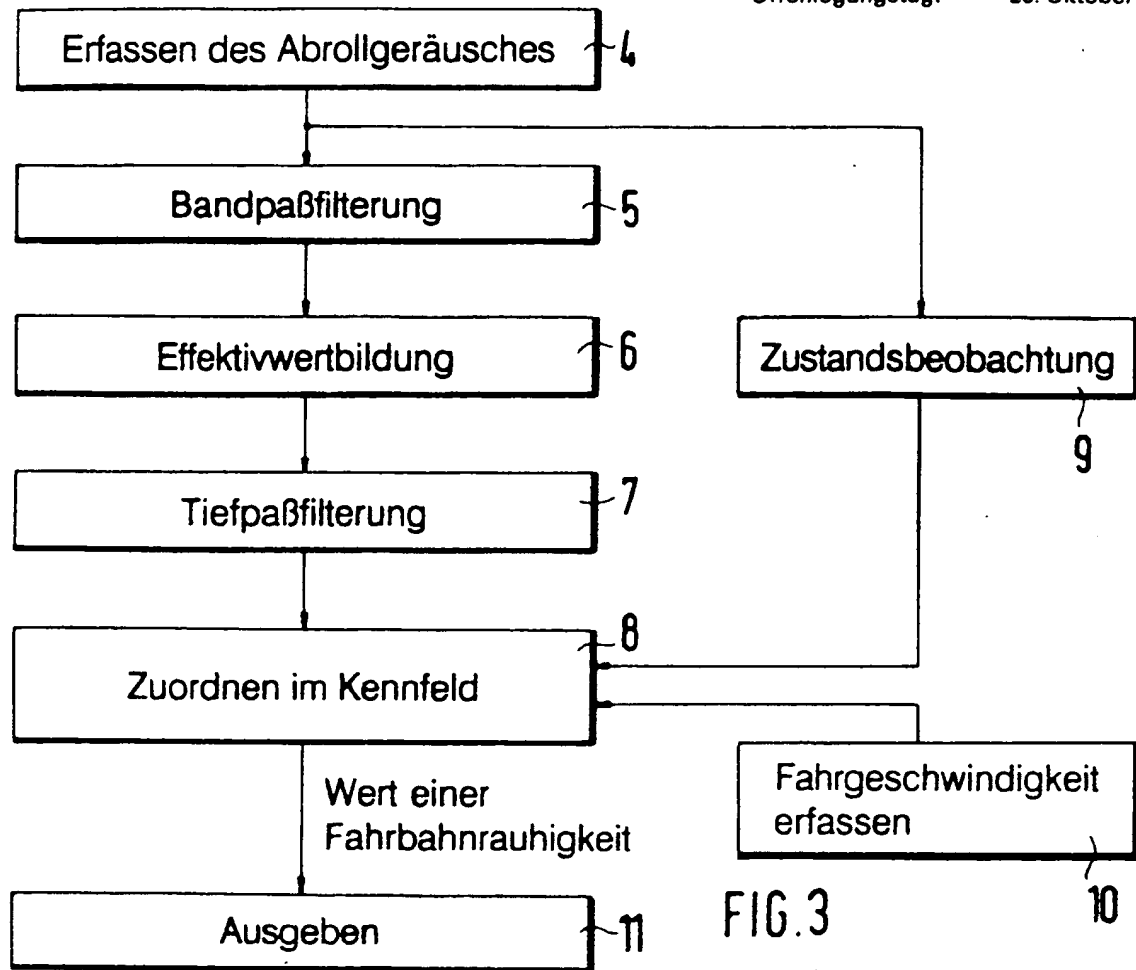 Oktober
Erfassen des Abrollgeräusches
4
Bandpaßfilterung
5
Effektivwertbildung
6
Zustandsbeobachtung
9
Tiefpaßfilterung
7
Zuordnen im Kennfeld
8
Wert einer
Fahrbahnrauhigkeit
Fahrgeschwindigkeit
erfassen
10
Ausgeben
11
FIG.3